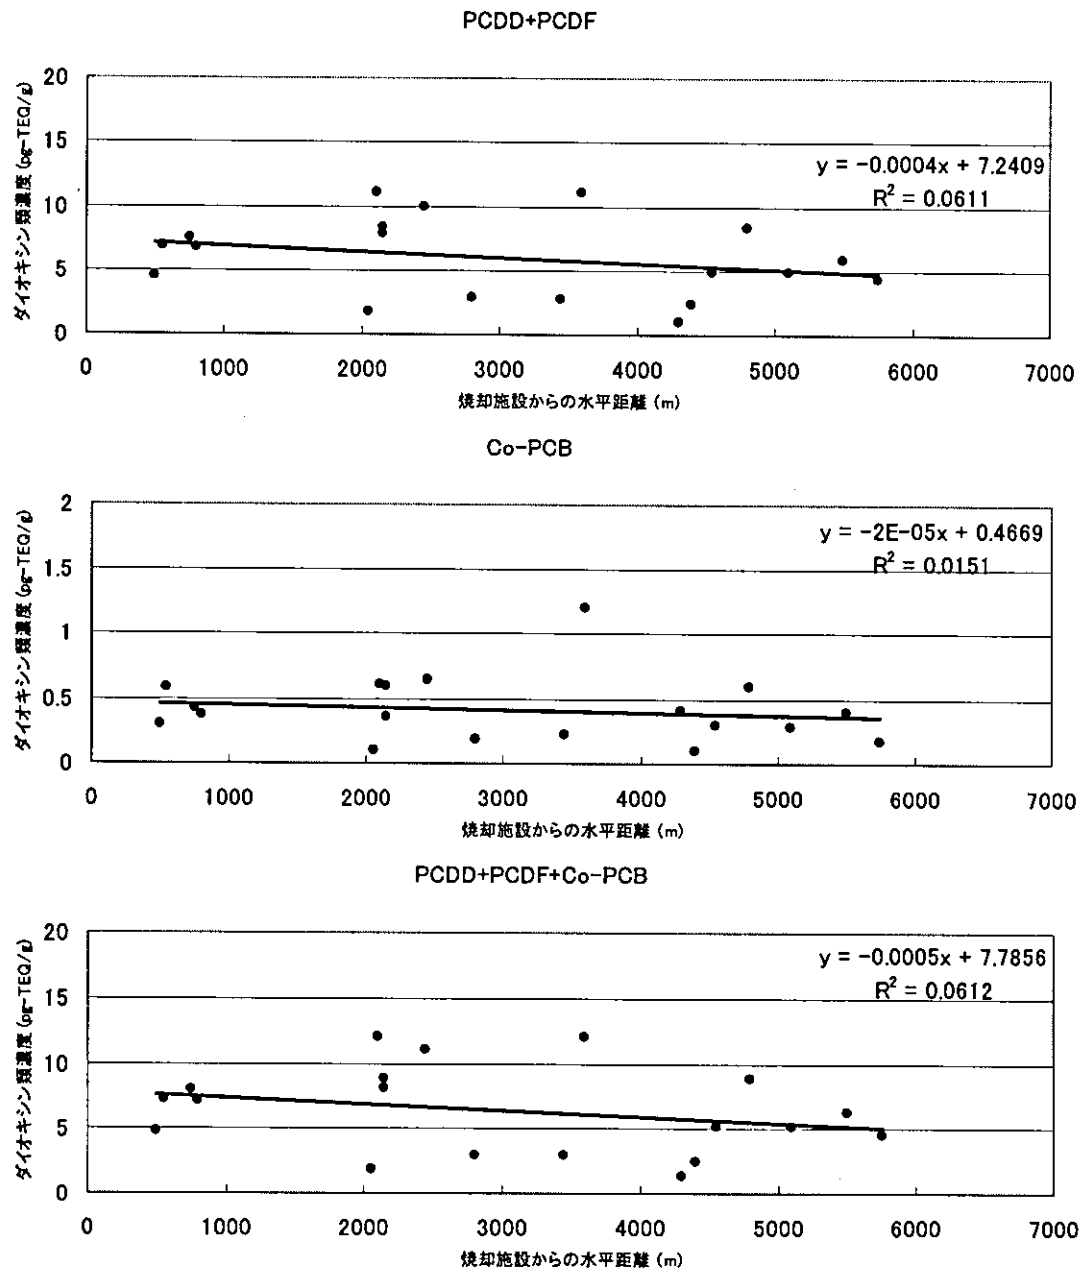 PCDD+PCDF
ダイオキシン類濃度 (pg-TEQ/g)
20
15
10
5
0
y = -0.0004x + 7.2409
R² = 0.0611
0 1000 2000 3000 4000 5000 6000 7000
焼却施設からの水平距離 (m)
Co-PCB
ダイオキシン類濃度 (pg-TEQ/g)
2
1.5
1
0.5
0
y = -2E-05x + 0.4669
R² = 0.0151
0 1000 2000 3000 4000 5000 6000 7000
焼却施設からの水平距離 (m)
PCDD+PCDF+Co-PCB
ダイオキシン類濃度 (pg-TEQ/g)
20
15
10
5
0
y = -0.0005x + 7.7856
R² = 0.0612
0 1000 2000 3000 4000 5000 6000 7000
焼却施設からの水平距離 (m)